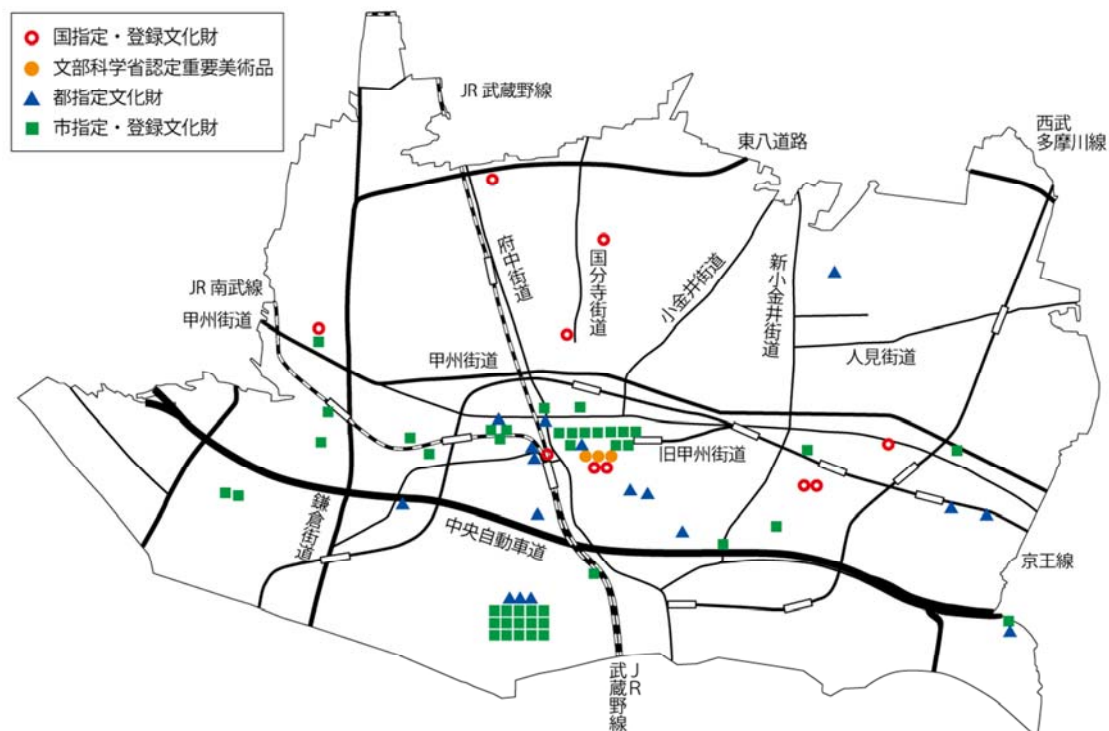 国指定・登録文化財
文部科学省認定重要美術品
都指定文化財
市指定・登録文化財
JR 武蔵野線
東八道路
西武
多摩川線
府中街道
国分寺街道
小金井街道
新小金井街道
JR 南武線
甲州街道
甲州街道
人見街道
旧甲州街道
鎌倉街道
中央自動車道
京王線
JR
武蔵野線